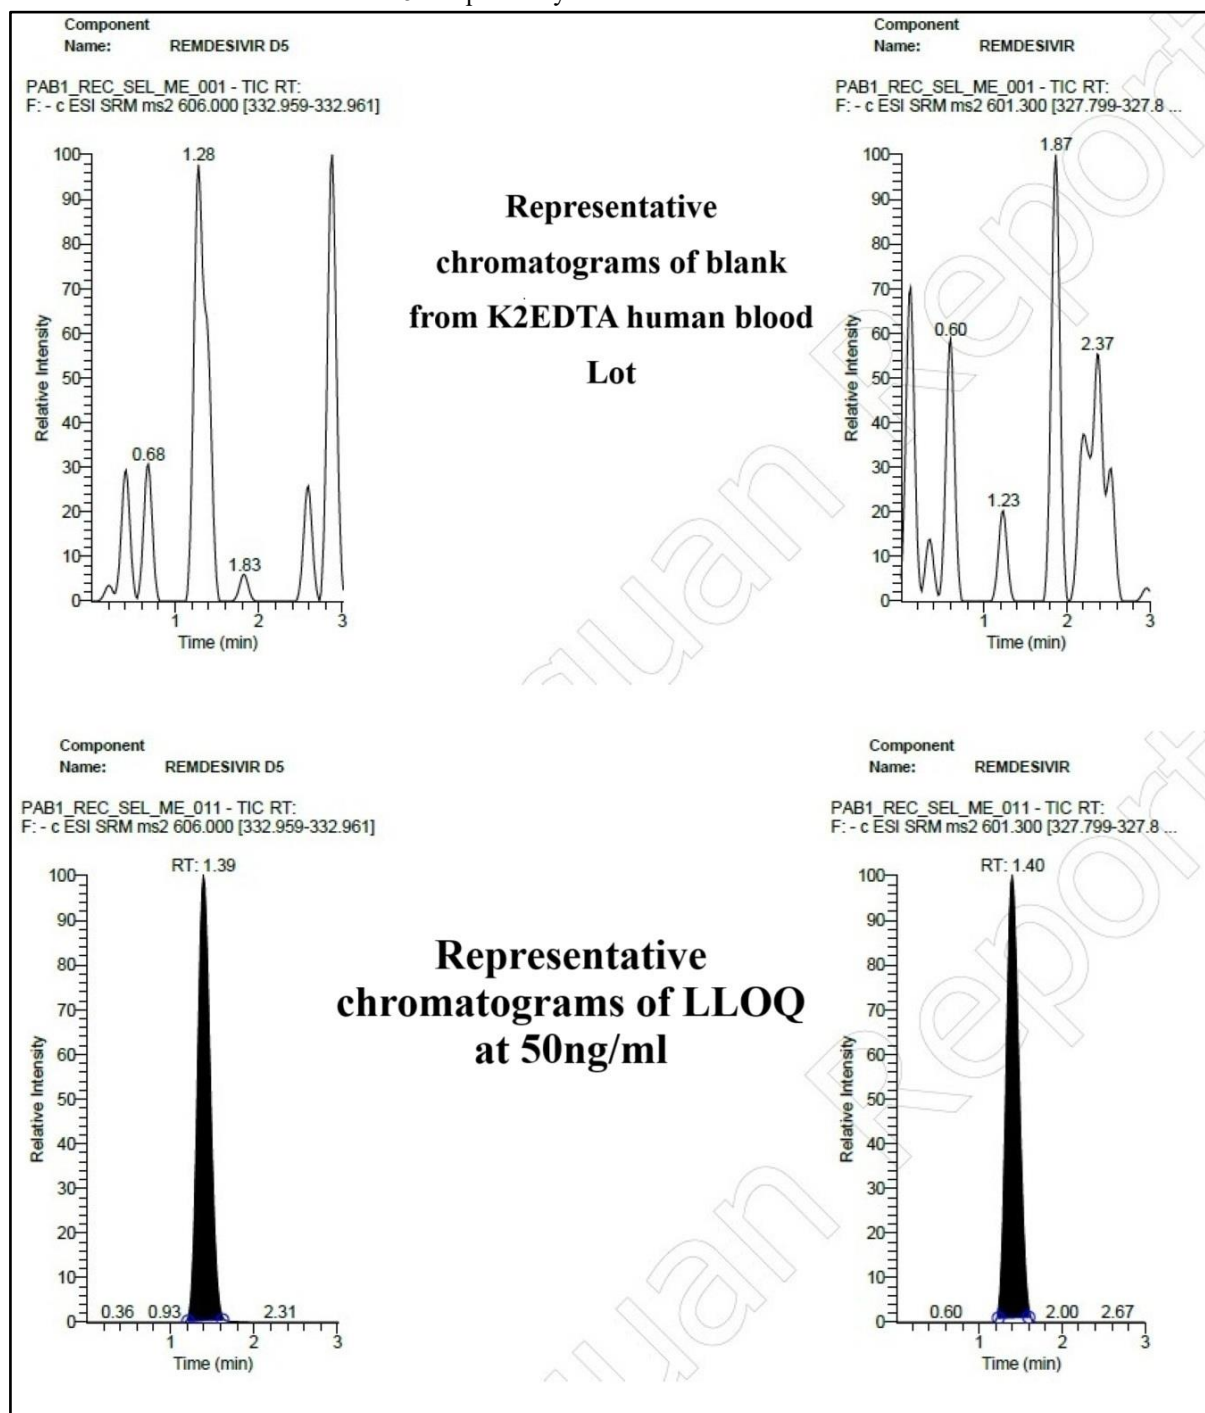 Component
Name: REMDESIVIR D5
PAB1_REC_SEL_ME_001 - TIC RT:
F: - c ESI SRM ms2 606.000 [332.959-332.961]
1.28
100
90
80
70
60
50
40
30
20
10
0
0.68
1.83
Relative Intensity
1 2 3
Time (min)
Representative
chromatograms of blank
from K2EDTA human blood
Lot
Component
Name: REMDESIVIR
PAB1_REC_SEL_ME_001 - TIC RT:
F: - c ESI SRM ms2 601.300 [327.799-327.8 ...
1.87
100
90
80
70
60
50
40
30
20
10
0
0.60
2.37
1.23
Relative Intensity
1 2 3
Time (min)
Component
Name: REMDESIVIR D5
PAB1_REC_SEL_ME_011 - TIC RT:
F: - c ESI SRM ms2 606.000 [332.959-332.961]
RT: 1.39
100
90
80
70
60
50
40
30
20
10
0
0.36 0.93 2.31
Relative Intensity
1 2 3
Time (min)
Representative
chromatograms of LLOQ
at 50ng/ml
Component
Name: REMDESIVIR
PAB1_REC_SEL_ME_011 - TIC RT:
F: - c ESI SRM ms2 601.300 [327.799-327.8 ...
RT: 1.40
100
90
80
70
60
50
40
30
20
10
0
0.60 2.00 2.67
Relative Intensity
1 2 3
Time (min)
Report
Report